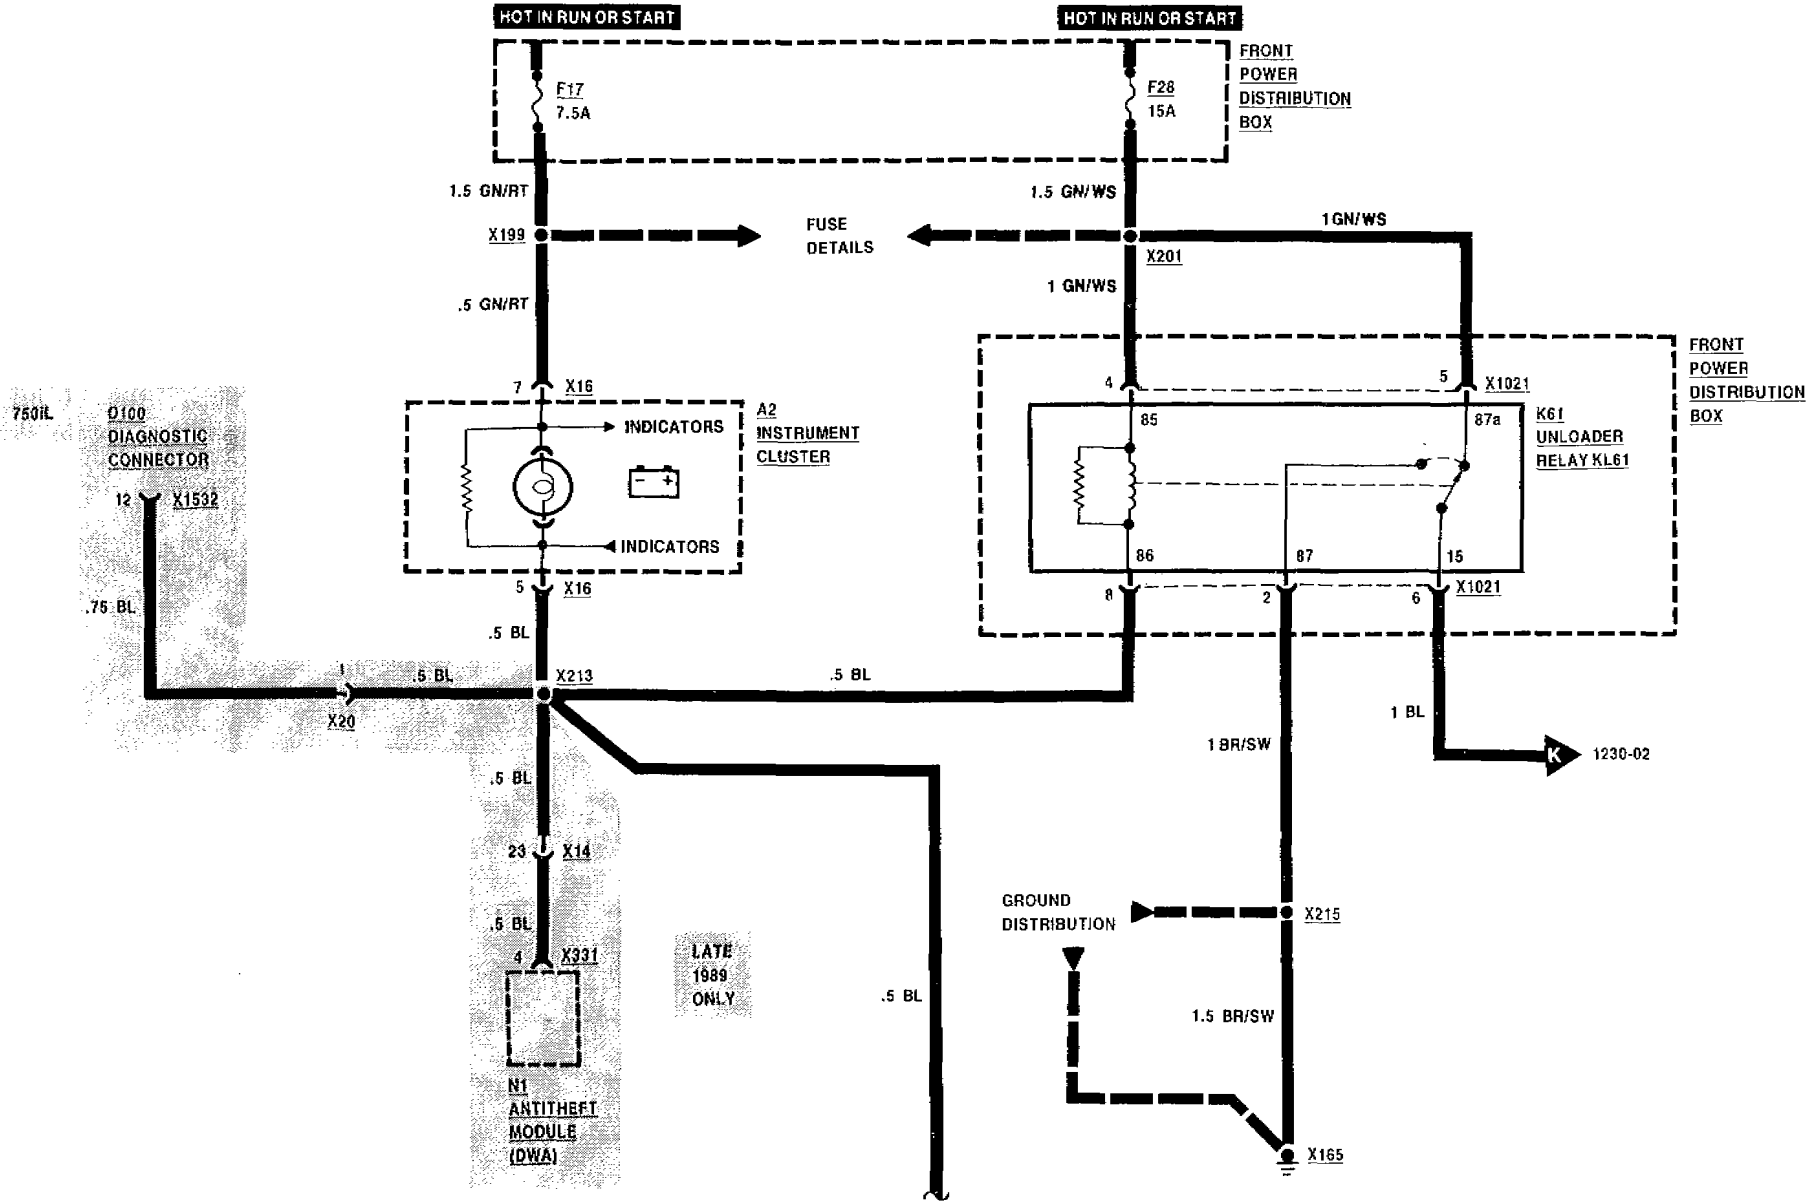 HOT IN RUN OR START
HOT IN RUN OR START
FRONT
POWER
DISTRIBUTION
BOX
F17
7.5A
F28
15A
1.5 GN/RT
1.5 GN/WS
X199
FUSE
DETAILS
1GN/WS
X201
.5 GN/RT
1 GN/WS
FRONT
POWER
DISTRIBUTION
BOX
7
X16
4
5
X1021
750iL
D100
DIAGNOSTIC
CONNECTOR
12
X1532
A2
INSTRUMENT
CLUSTER
INDICATORS
- +
INDICATORS
85
87a
K61
UNLOADER
RELAY KL61
86
87
15
5
X16
8
2
6
X1021
.75 BL
.5 BL
1
.5 BL
X20
X213
.5 BL
1 BL
1 BR/SW
K
1230-02
.5 BL
23
X14
.5 BL
4
X331
LATE
1989
ONLY
GROUND
DISTRIBUTION
X215
.5 BL
1.5 BR/SW
N1
ANTITHEFT
MODULE
(DWA)
X165